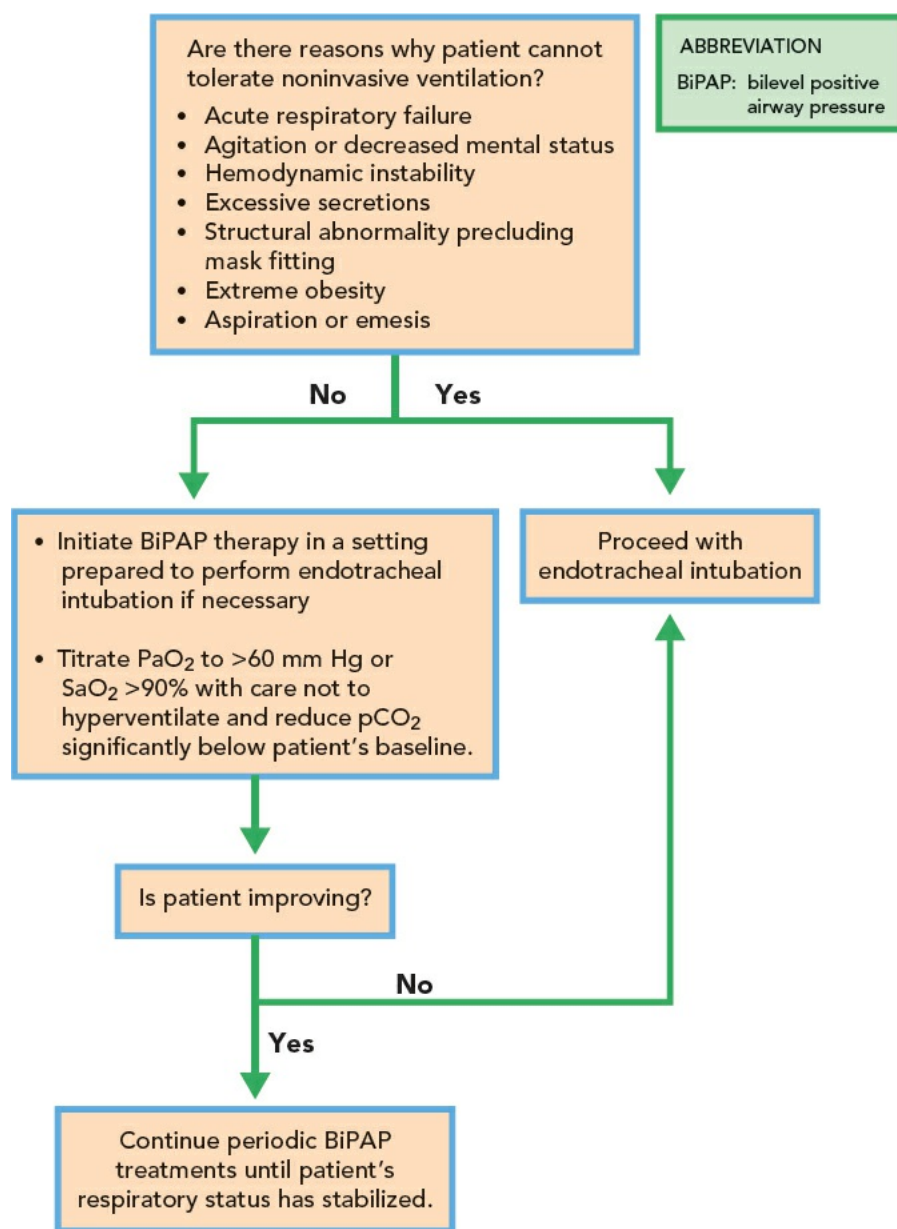 Are there reasons why patient cannot
tolerate noninvasive ventilation?
• Acute respiratory failure
• Agitation or decreased mental status
• Hemodynamic instability
• Excessive secretions
• Structural abnormality precluding
mask fitting
• Extreme obesity
• Aspiration or emesis
ABBREVIATION
BiPAP: bilevel positive
airway pressure
No
Yes
• Initiate BiPAP therapy in a setting
prepared to perform endotracheal
intubation if necessary
• Titrate PaO₂ to >60 mm Hg or
SaO₂ >90% with care not to
hyperventilate and reduce pCO₂
significantly below patient’s baseline.
Proceed with
endotracheal intubation
Is patient improving?
No
Yes
Continue periodic BiPAP
treatments until patient’s
respiratory status has stabilized.